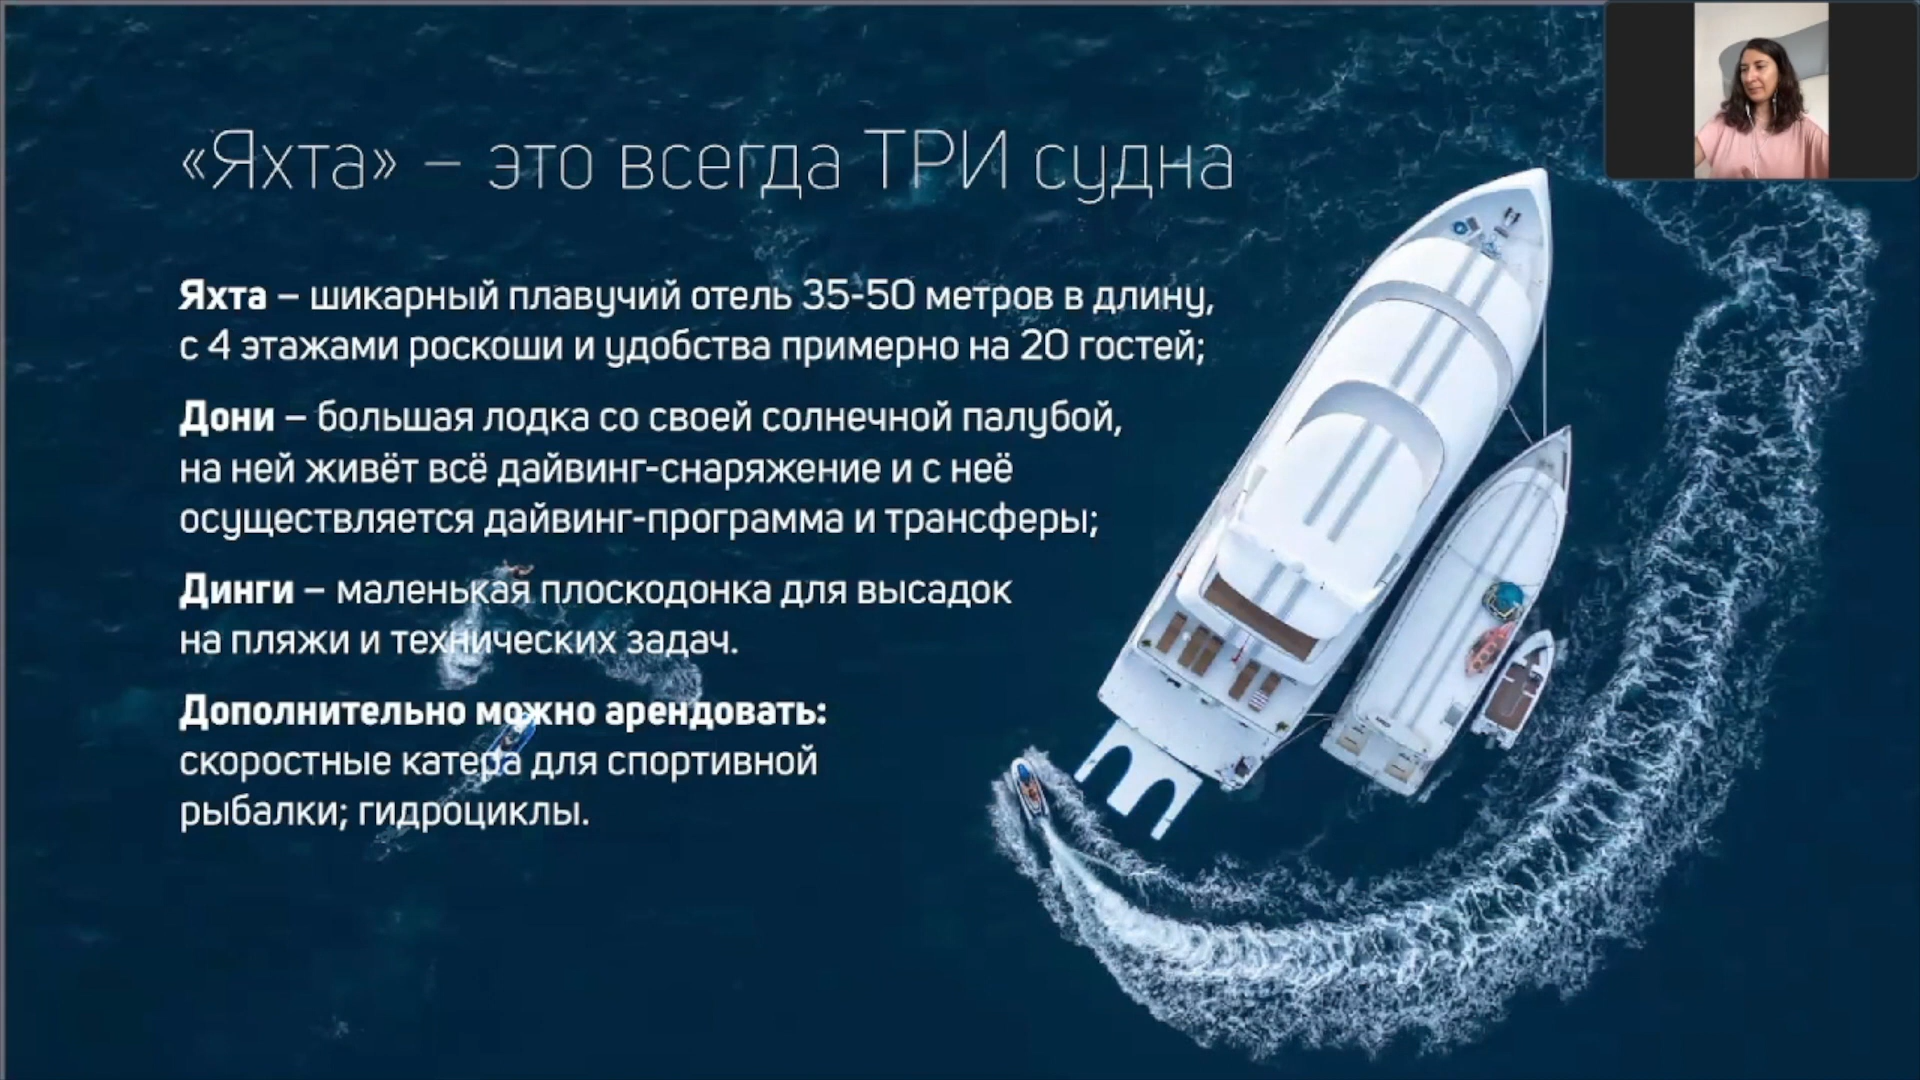 «Яхта» – это всегда ТРИ судна
Яхта – шикарный плавучий отель 35-50 метров в длину,
с 4 этажами роскоши и удобства примерно на 20 гостей;
Дони – большая лодка со своей солнечной палубой,
на ней живёт всё дайвинг-снаряжение и с неё
осуществляется дайвинг-программа и трансферы;
Динги – маленькая плоскодонка для высадок
на пляжи и технических задач.
Дополнительно можно арендовать:
скоростные катера для спортивной
рыбалки; гидроциклы.